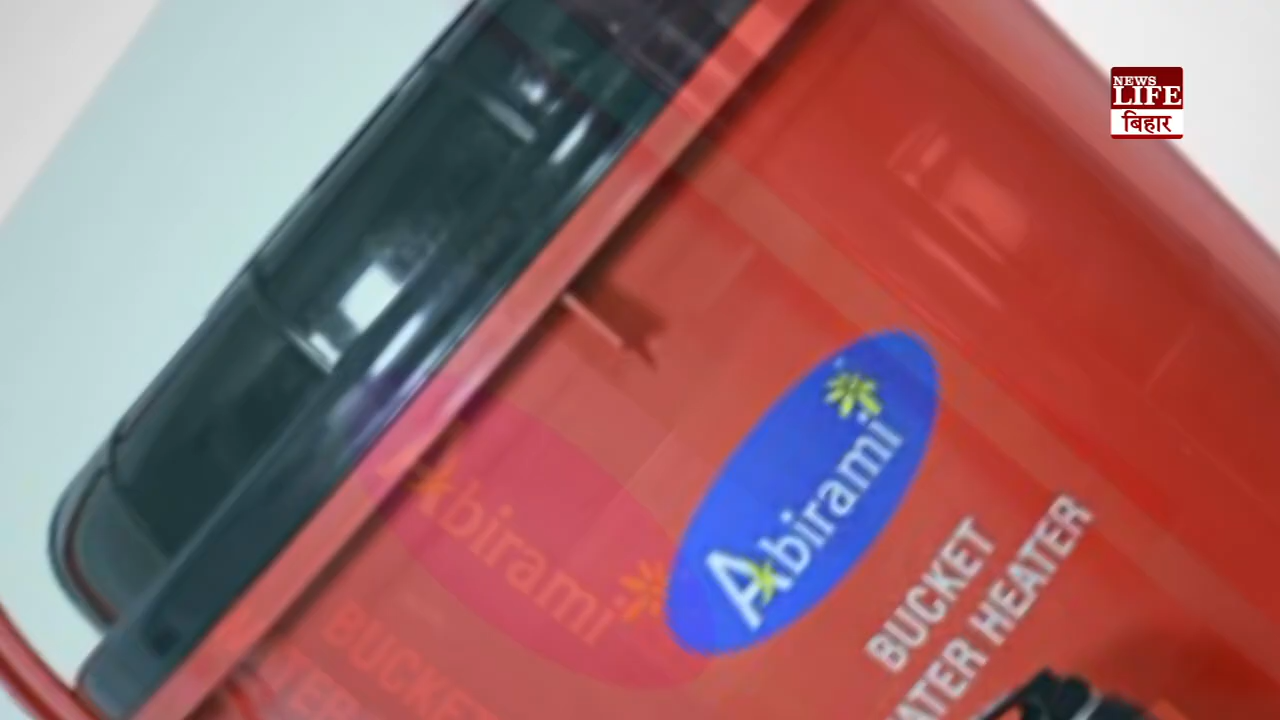 NEWS
LIFE
बिहार
Abirami
BUCKET
WATER HEATER
Abirami
BUCKET